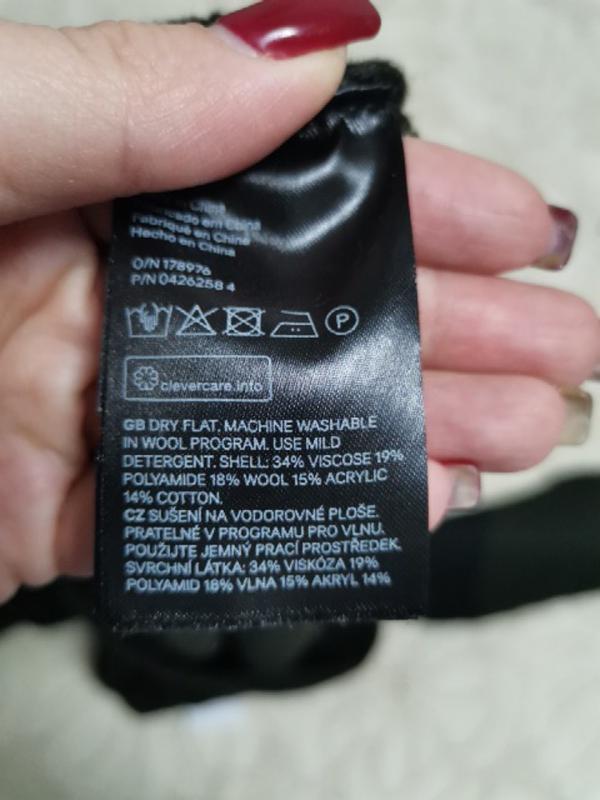 China
em China
Fabriqué en China
Hecho en China
O/N 178976
P/N 0426258 4
P
clevercare.info
GB DRY FLAT. MACHINE WASHABLE
IN WOOL PROGRAM. USE MILD
DETERGENT. SHELL: 34% VISCOSE 19%
POLYAMIDE 18% WOOL 15% ACRYLIC
14% COTTON.
CZ SUŠENÍ NA VODOROVNÉ PLOŠE.
PRATELNÉ V PROGRAMU PRO VLNU.
POUŽIJTE JEMNÝ PRACÍ PROSTŘEDEK.
SVRCHNÍ LÁTKA: 34% VISKÓZA 19%
POLYAMID 18% VLNA 15% AKRYL 14%